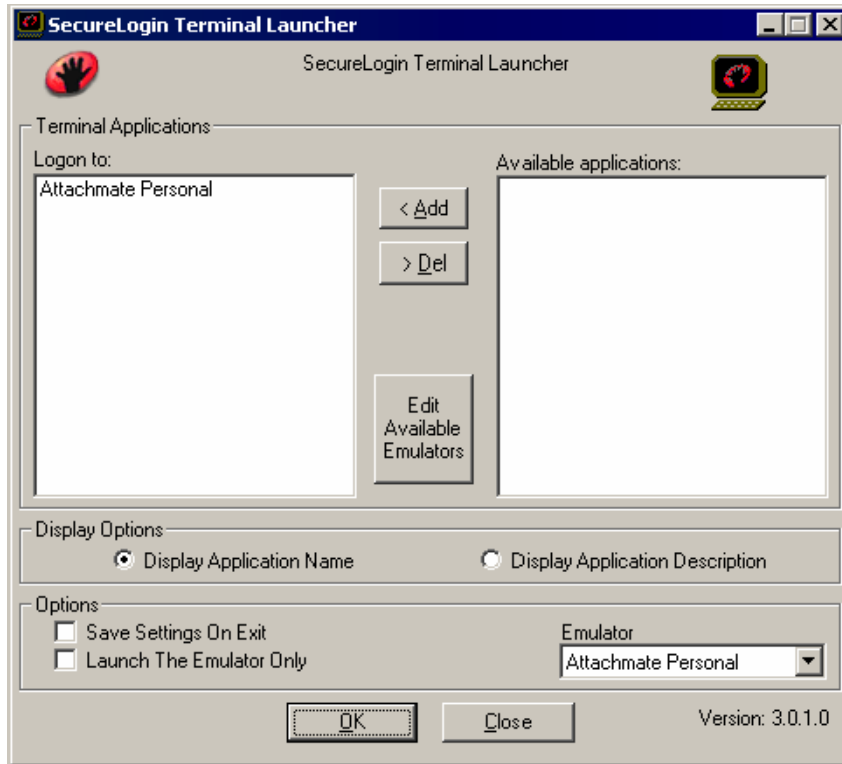 SecureLogin Terminal Launcher
SecureLogin Terminal Launcher
Terminal Applications
Logon to:
Available applications:
Attachmate Personal
< Add
> Del
Edit
Available
Emulators
Display Options
Display Application Name
Display Application Description
Options
Save Settings On Exit
Emulator
Launch The Emulator Only
Attachmate Personal
OK
Close
Version: 3.0.1.0